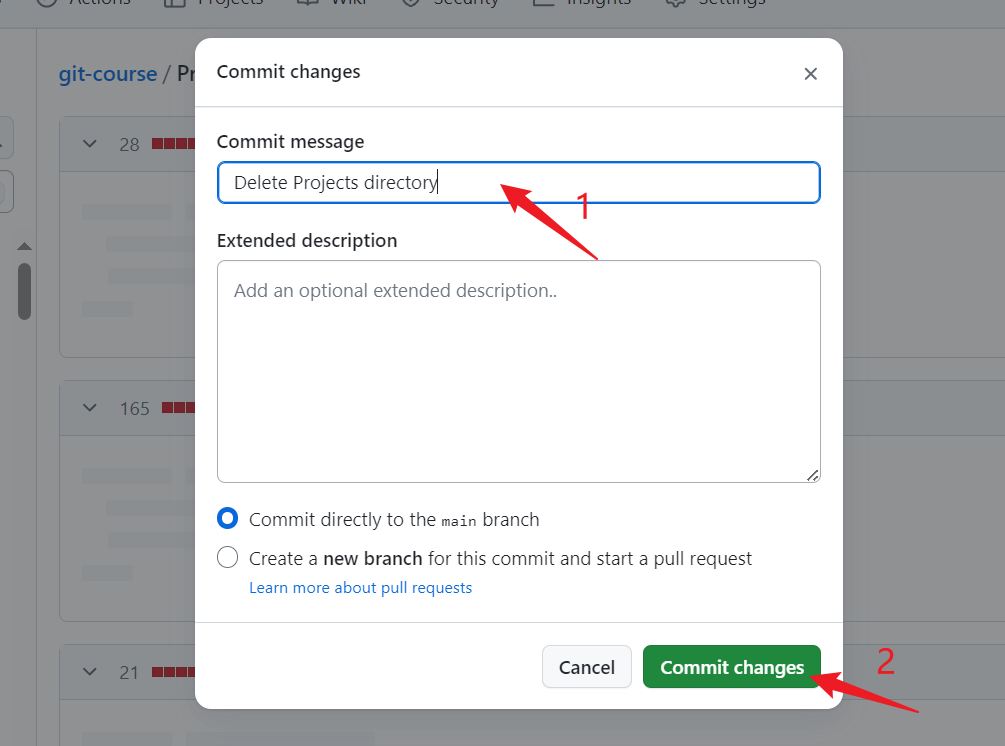 Actions Projects Wiki Security Insights Settings
git-course / Pr
Commit changes
28
Commit message
Delete Projects directory
1
Extended description
Add an optional extended description..
165
Commit directly to the main branch
Create a new branch for this commit and start a pull request
Learn more about pull requests
21
Cancel
Commit changes
2